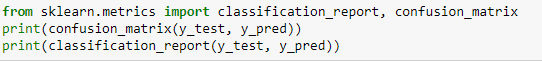 from sklearn.metrics import classification_report, confusion_matrix
print(confusion_matrix(y_test, y_pred))
print(classification_report(y_test, y_pred))